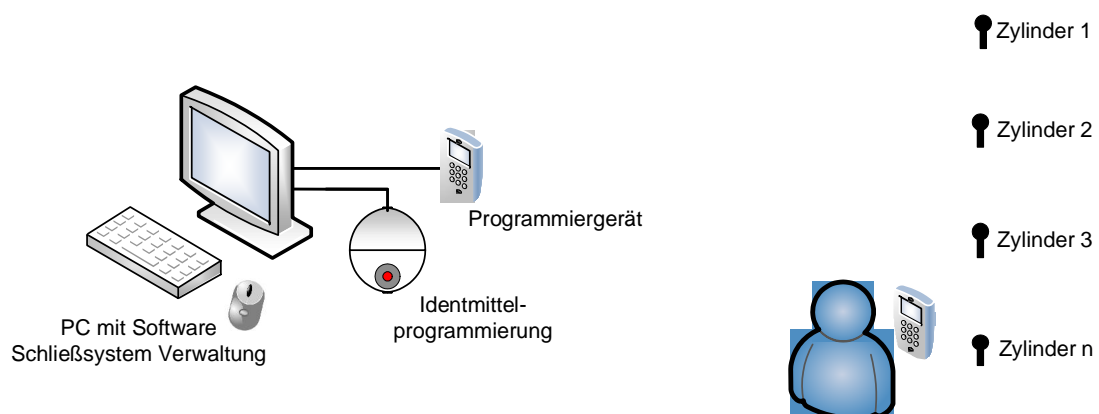 Zylinder 1
Zylinder 2
Programmiergerät
Zylinder 3
Identmittel-
programmierung
PC mit Software
Schließsystem Verwaltung
Zylinder n